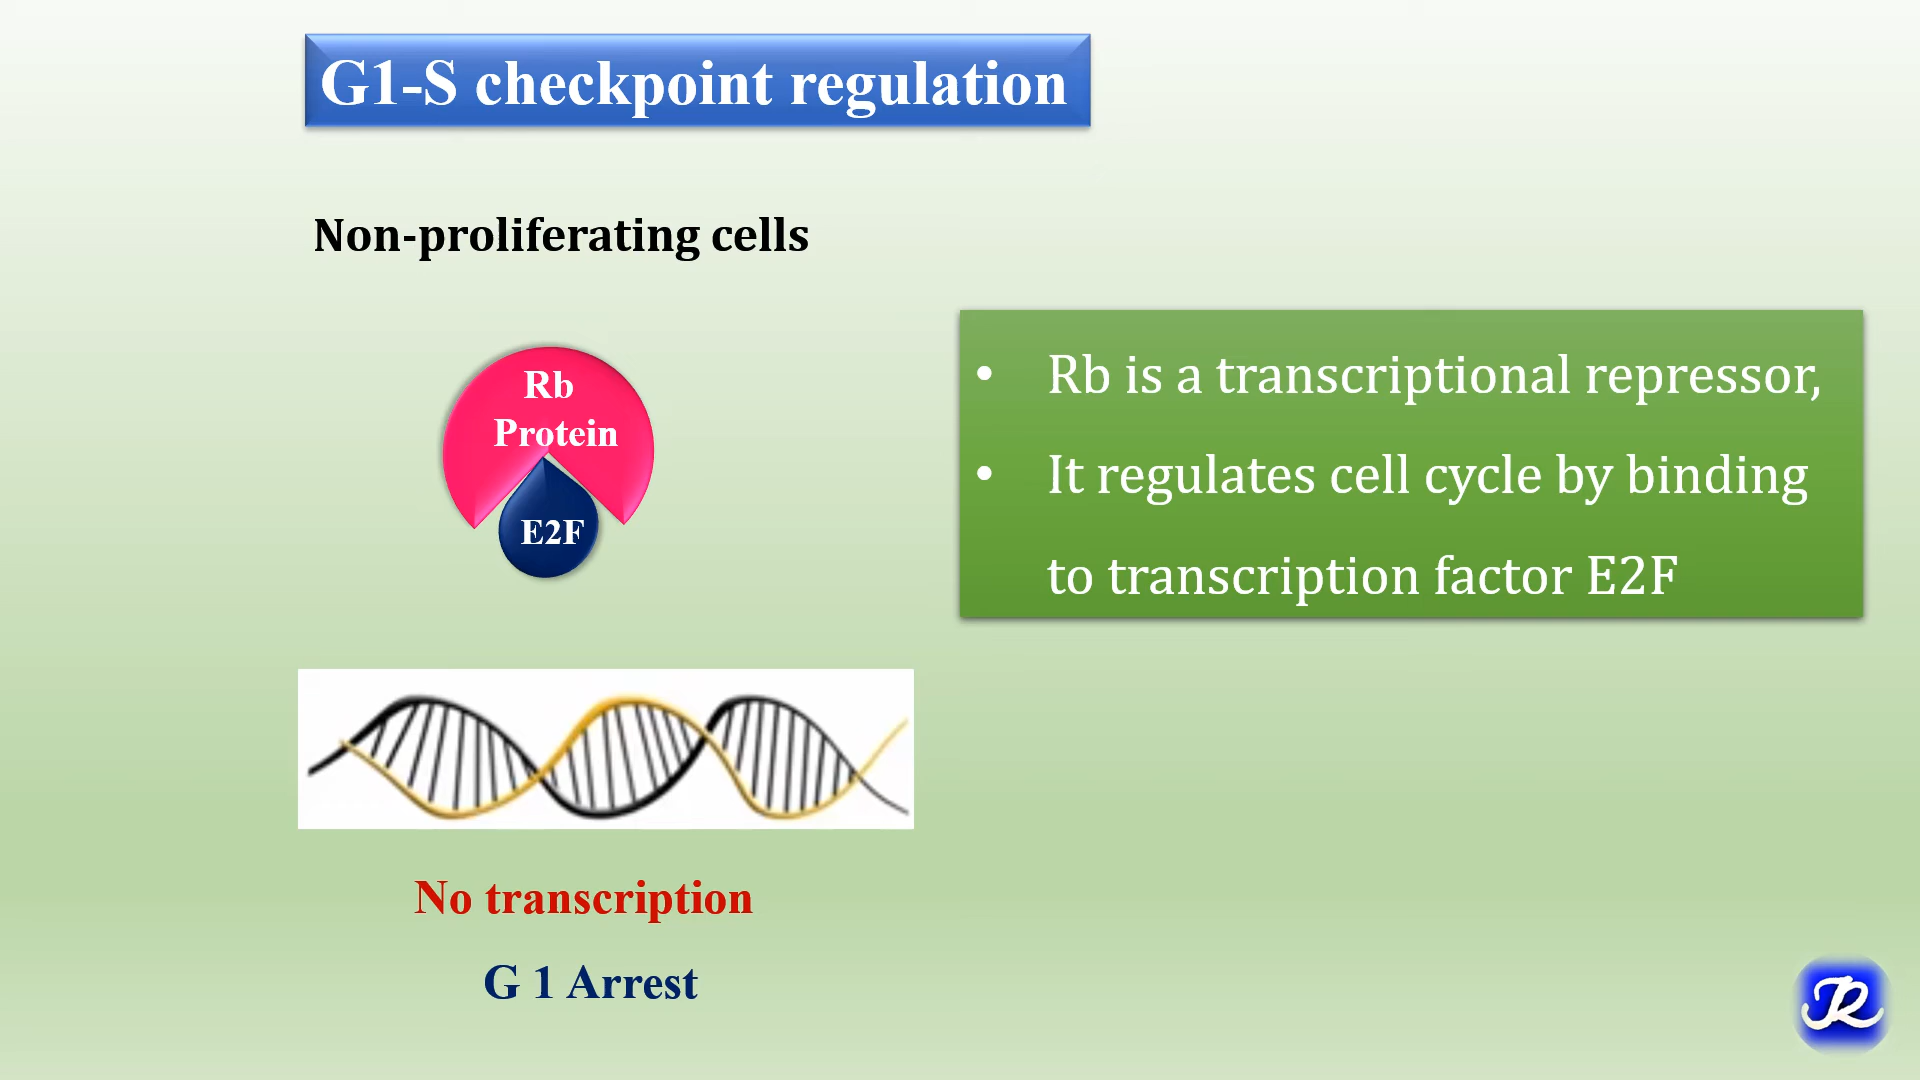 G1-S checkpoint regulation
Non-proliferating cells
Rb
Protein
E2F
• Rb is a transcriptional repressor,
• It regulates cell cycle by binding
to transcription factor E2F
No transcription
G 1 Arrest
JR